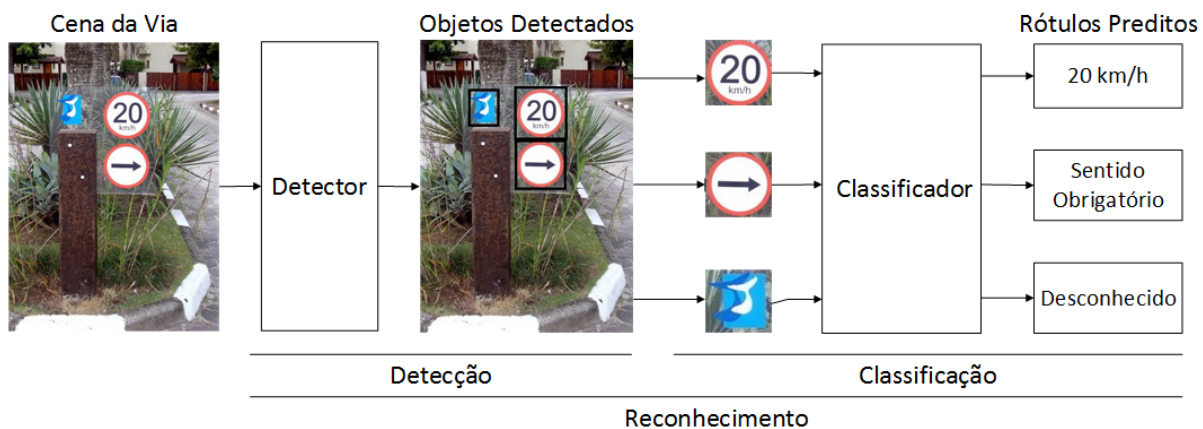 Cena da Via
Objetos Detectados
Rótulos Preditos
20
km/h
Detector
20
km/h
20
km/h
Classificador
20 km/h
Sentido
Obrigatório
Desconhecido
Detecção
Classificação
Reconhecimento